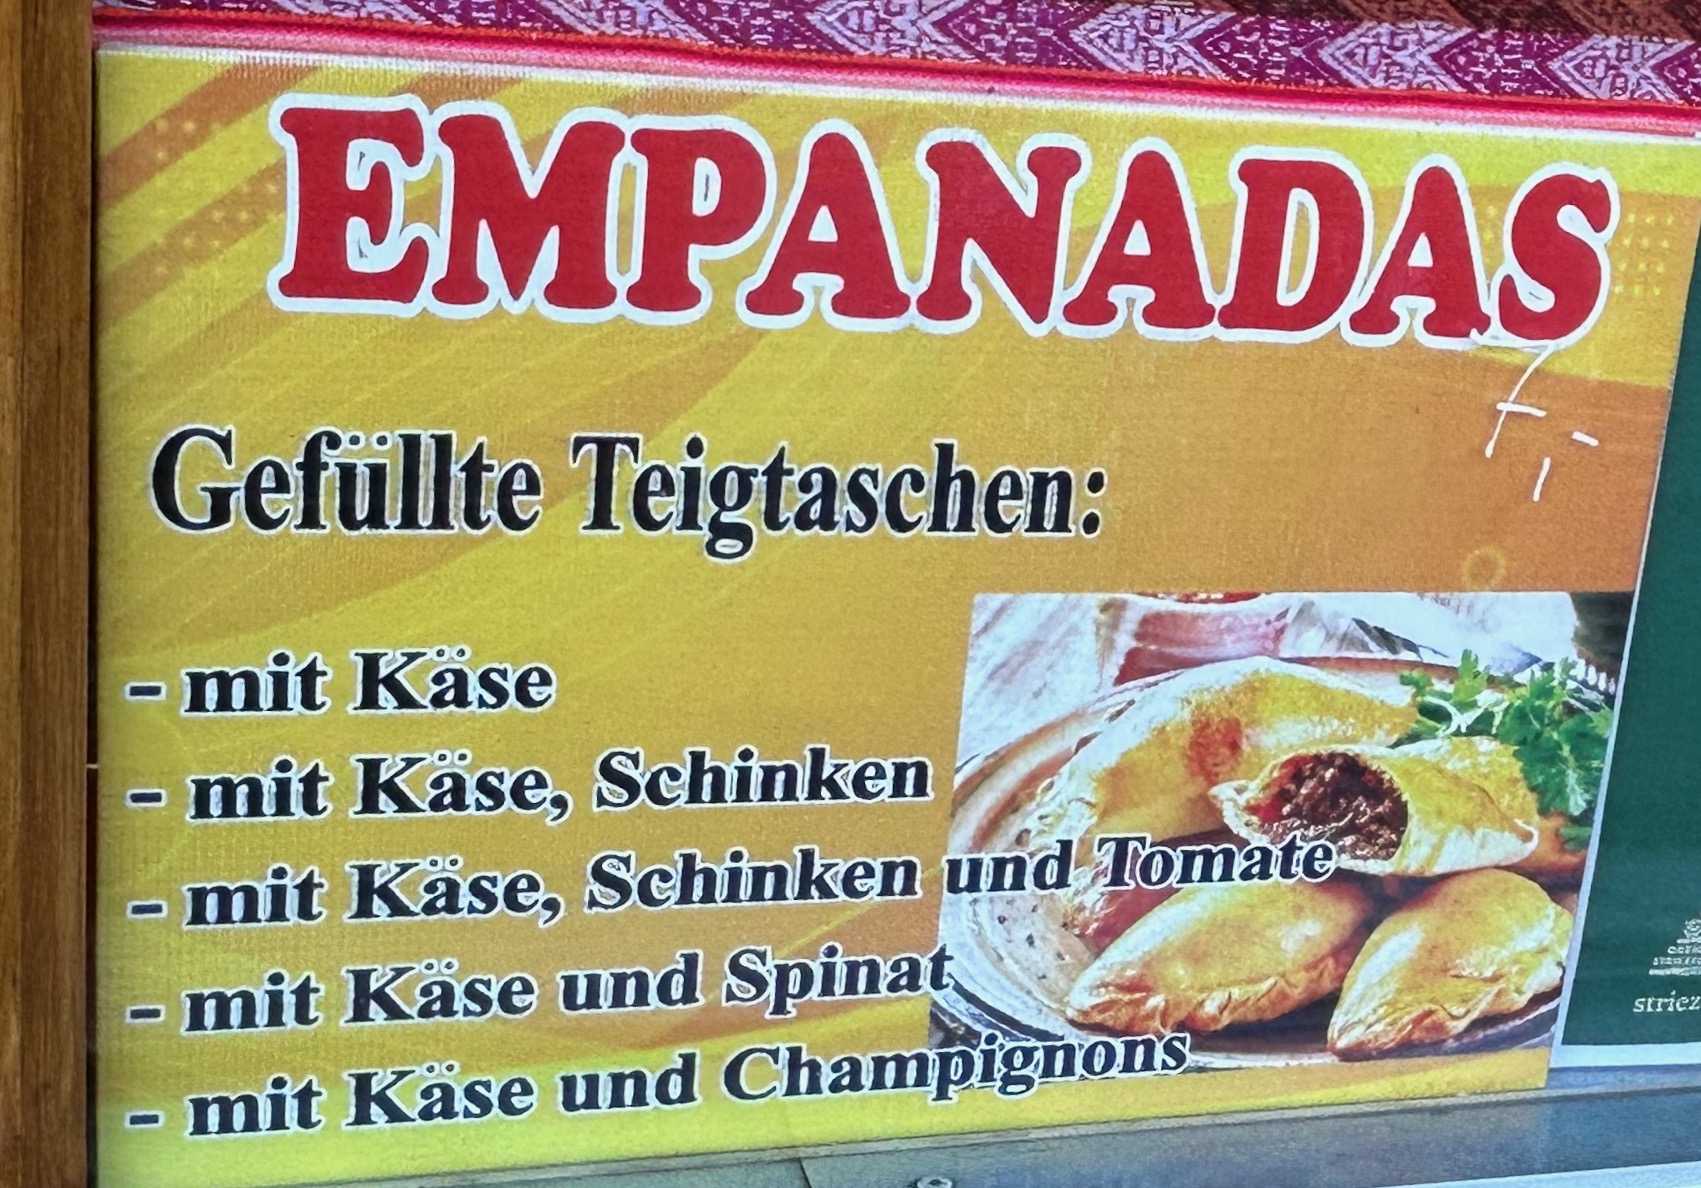 EMPANADAS
7,-
Gefüllte Teigtaschen:
- mit Käse
- mit Käse, Schinken
- mit Käse, Schinken und Tomate
- mit Käse und Spinat
- mit Käse und Champignons